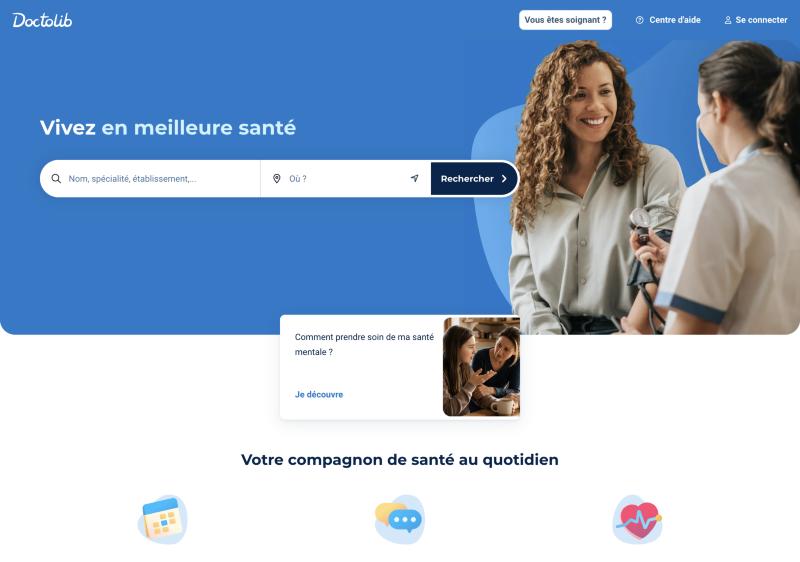 Doctolib
Vous êtes soignant ?
Centre d'aide
Se connecter
Vivez en meilleure santé
Nom, spécialité, établissement,...
Où ?
Rechercher
Comment prendre soin de ma santé
mentale ?
Je découvre
Votre compagnon de santé au quotidien